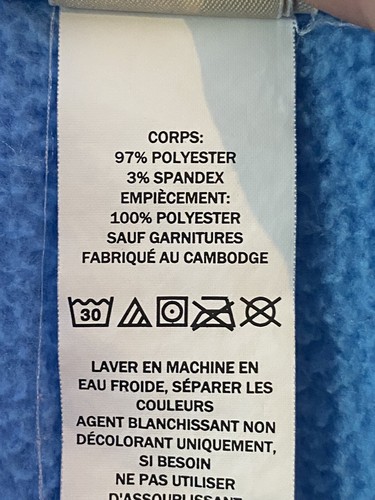 CORPS:
97% POLYESTER
3% SPANDEX
EMPIÈCEMENT:
100% POLYESTER
SAUF GARNITURES
FABRIQUÉ AU CAMBODGE
30
LAVER EN MACHINE EN
EAU FROIDE, SÉPARER LES
COULEURS
AGENT BLANCHISSANT NON
DÉCOLORANT UNIQUEMENT,
SI BESOIN
NE PAS UTILISER
D'ASSOUPLISSANT